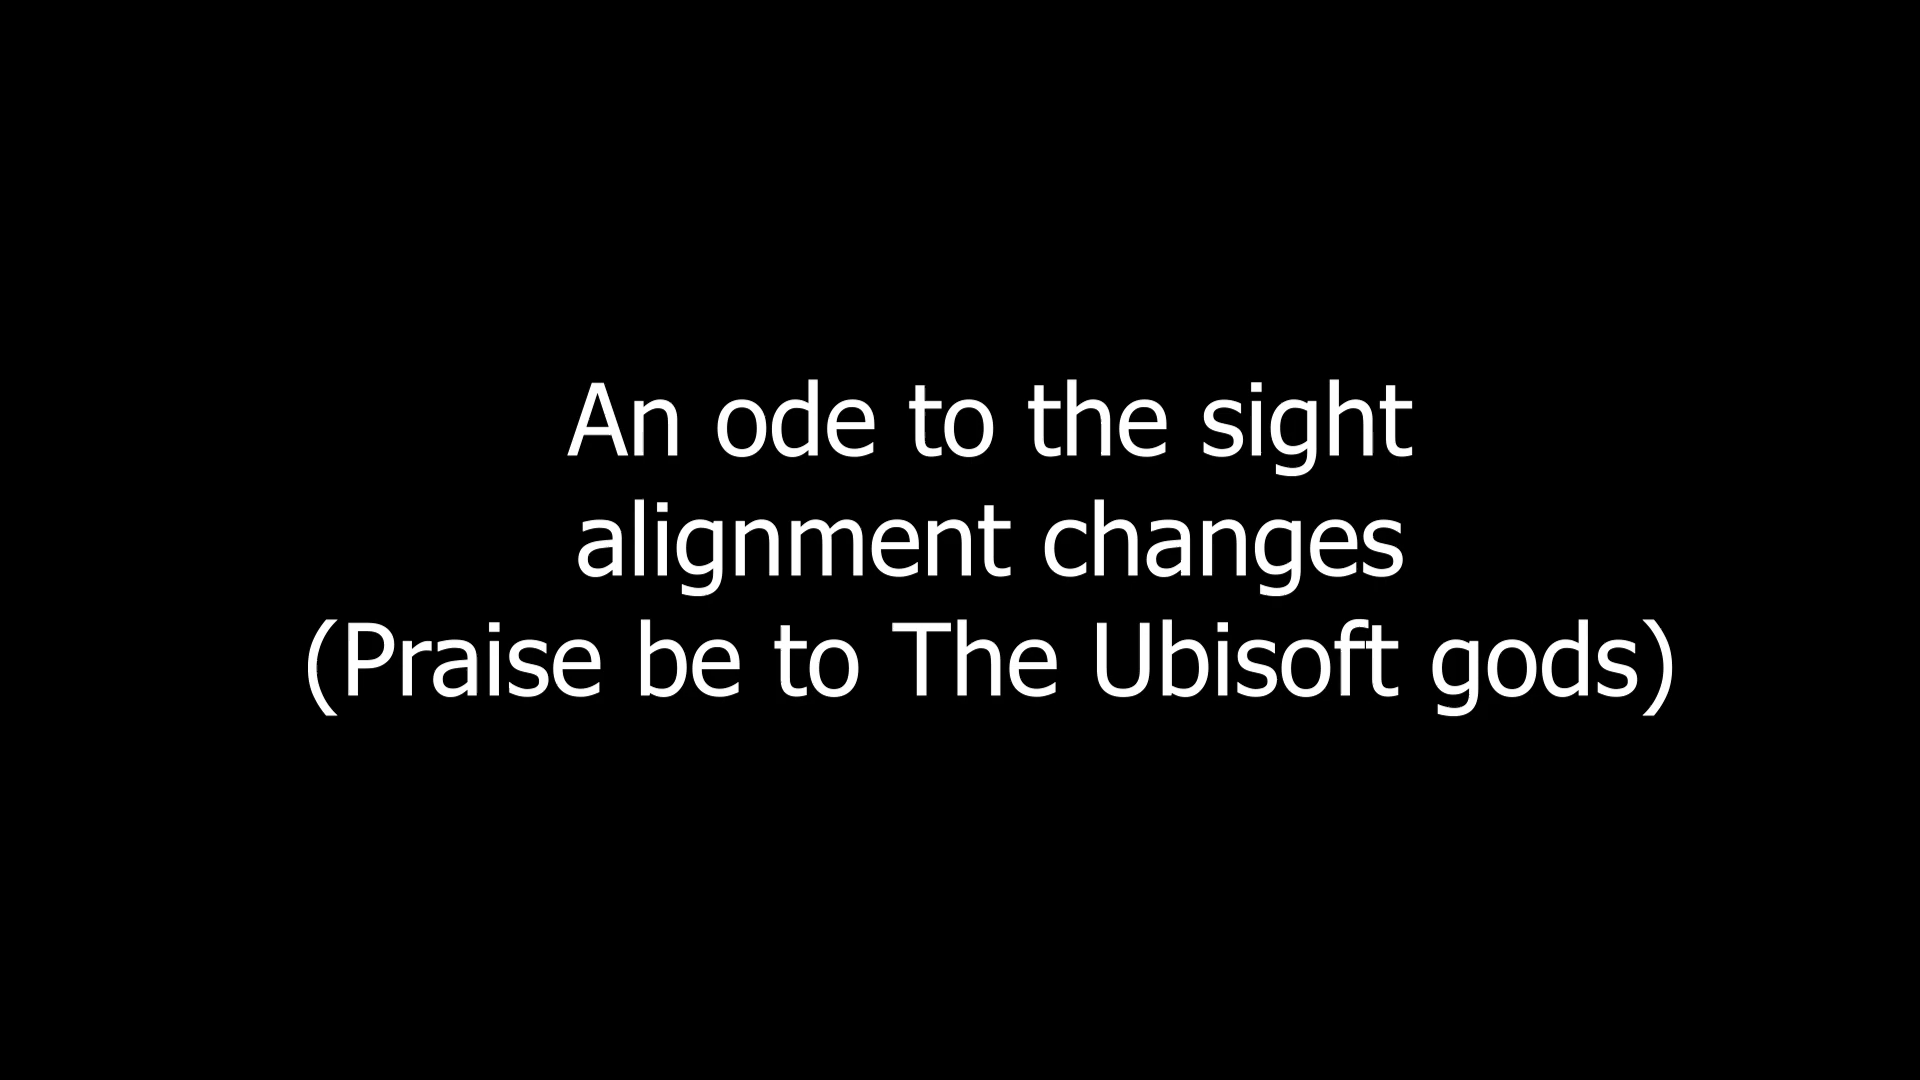 An ode to the sight
alignment changes
(Praise be to The Ubisoft gods)